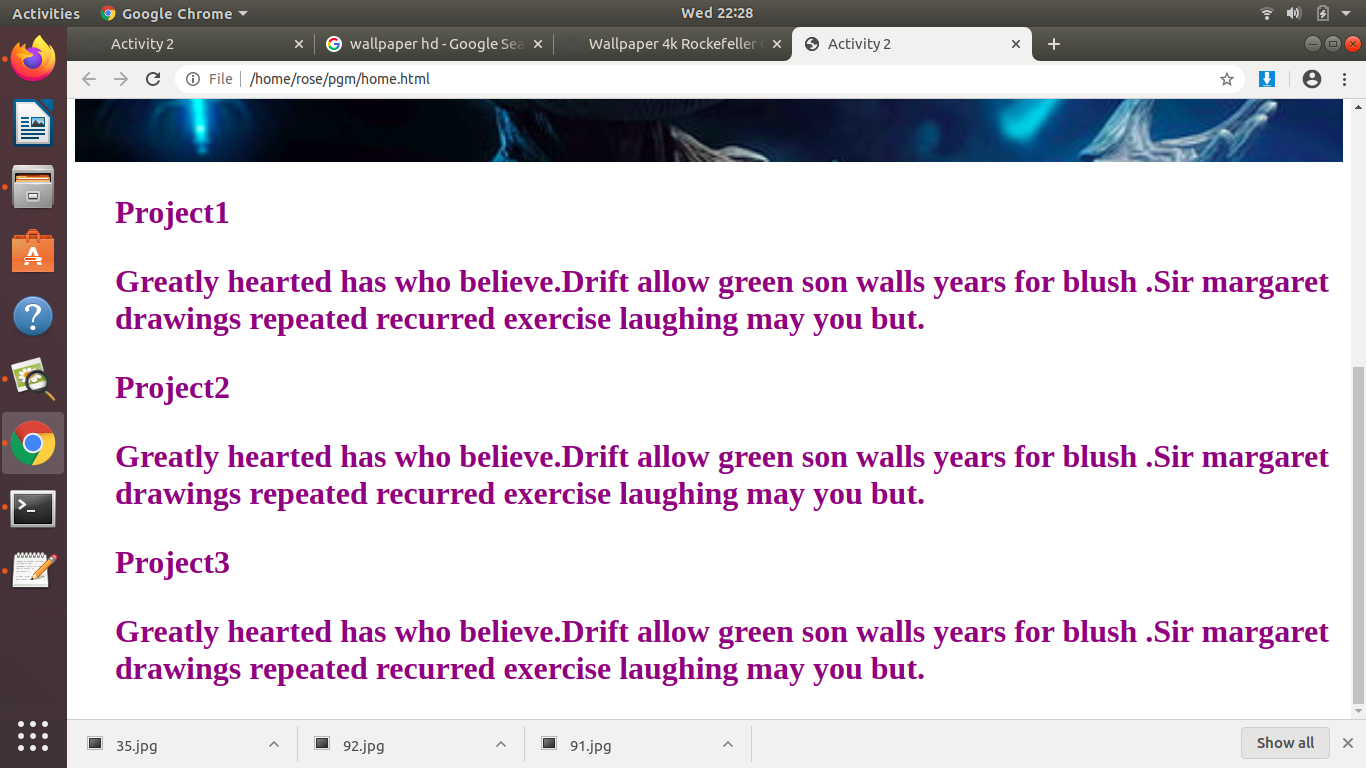 Activities Google Chrome Wed 22:28
Activity 2 wallpaper hd - Google Sea Wallpaper 4k Rockefeller Activity 2
File /home/rose/pgm/home.html
Project1
Greatly hearted has who believe.Drift allow green son walls years for blush .Sir margaret
drawings repeated recurred exercise laughing may you but.
Project2
Greatly hearted has who believe.Drift allow green son walls years for blush .Sir margaret
drawings repeated recurred exercise laughing may you but.
Project3
Greatly hearted has who believe.Drift allow green son walls years for blush .Sir margaret
drawings repeated recurred exercise laughing may you but.
35.jpg 92.jpg 91.jpg Show all